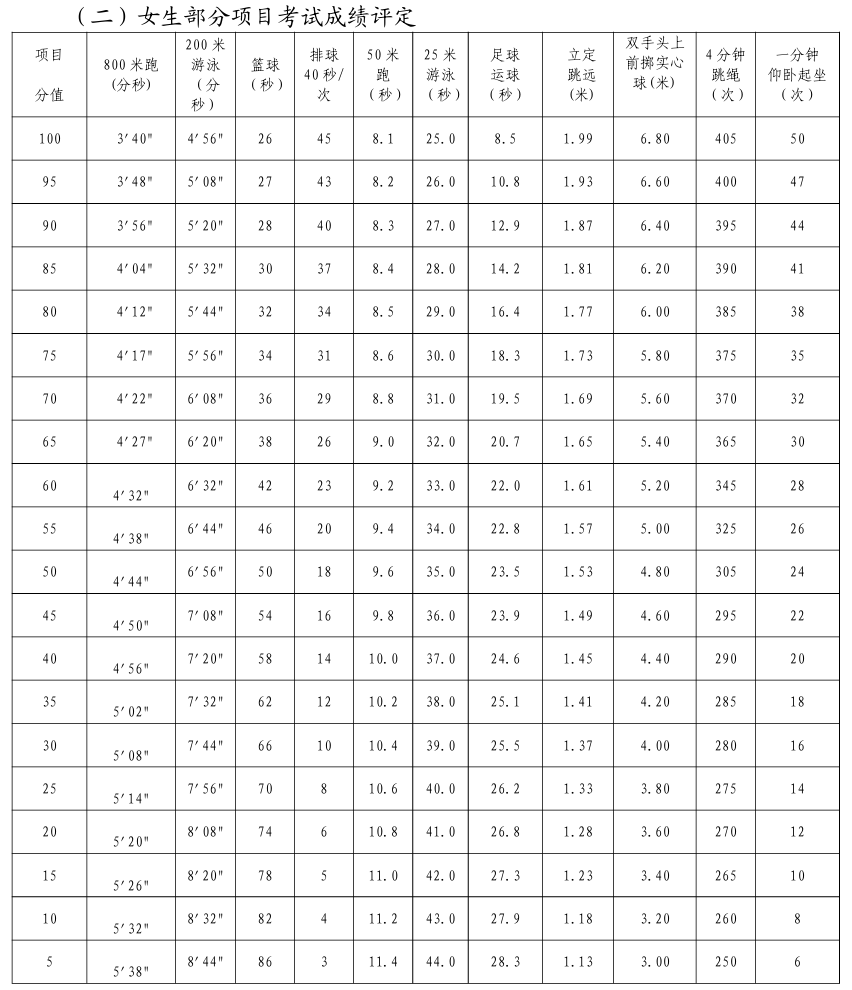 （二）女生部分项目考试成绩评定
项目 分值 800米跑(分秒) 200米游泳（分秒） 篮球（秒） 排球40秒/次 50米跑（秒） 25米游泳（秒） 足球运球（秒） 立定跳远(米) 双手头上前掷实心球(米) 4分钟跳绳（次） 一分钟仰卧起坐（次）
100 3′40" 4′56" 26 45 8.1 25.0 8.5 1.99 6.80 405 50
95 3′48" 5′08" 27 43 8.2 26.0 10.8 1.93 6.60 400 47
90 3′56" 5′20" 28 40 8.3 27.0 12.9 1.87 6.40 395 44
85 4′04" 5′32" 30 37 8.4 28.0 14.2 1.81 6.20 390 41
80 4′12" 5′44" 32 34 8.5 29.0 16.4 1.77 6.00 385 38
75 4′17" 5′56" 34 31 8.6 30.0 18.3 1.73 5.80 375 35
70 4′22" 6′08" 36 29 8.8 31.0 19.5 1.69 5.60 370 32
65 4′27" 6′20" 38 26 9.0 32.0 20.7 1.65 5.40 365 30
60 4′32" 6′32" 42 23 9.2 33.0 22.0 1.61 5.20 345 28
55 4′38" 6′44" 46 20 9.4 34.0 22.8 1.57 5.00 325 26
50 4′44" 6′56" 50 18 9.6 35.0 23.5 1.53 4.80 305 24
45 4′50" 7′08" 54 16 9.8 36.0 23.9 1.49 4.60 295 22
40 4′56" 7′20" 58 14 10.0 37.0 24.6 1.45 4.40 290 20
35 5′02" 7′32" 62 12 10.2 38.0 25.1 1.41 4.20 285 18
30 5′08" 7′44" 66 10 10.4 39.0 25.5 1.37 4.00 280 16
25 5′14" 7′56" 70 8 10.6 40.0 26.2 1.33 3.80 275 14
20 5′20" 8′08" 74 6 10.8 41.0 26.8 1.28 3.60 270 12
15 5′26" 8′20" 78 5 11.0 42.0 27.3 1.23 3.40 265 10
10 5′32" 8′32" 82 4 11.2 43.0 27.9 1.18 3.20 260 8
5 5′38" 8′44" 86 3 11.4 44.0 28.3 1.13 3.00 250 6